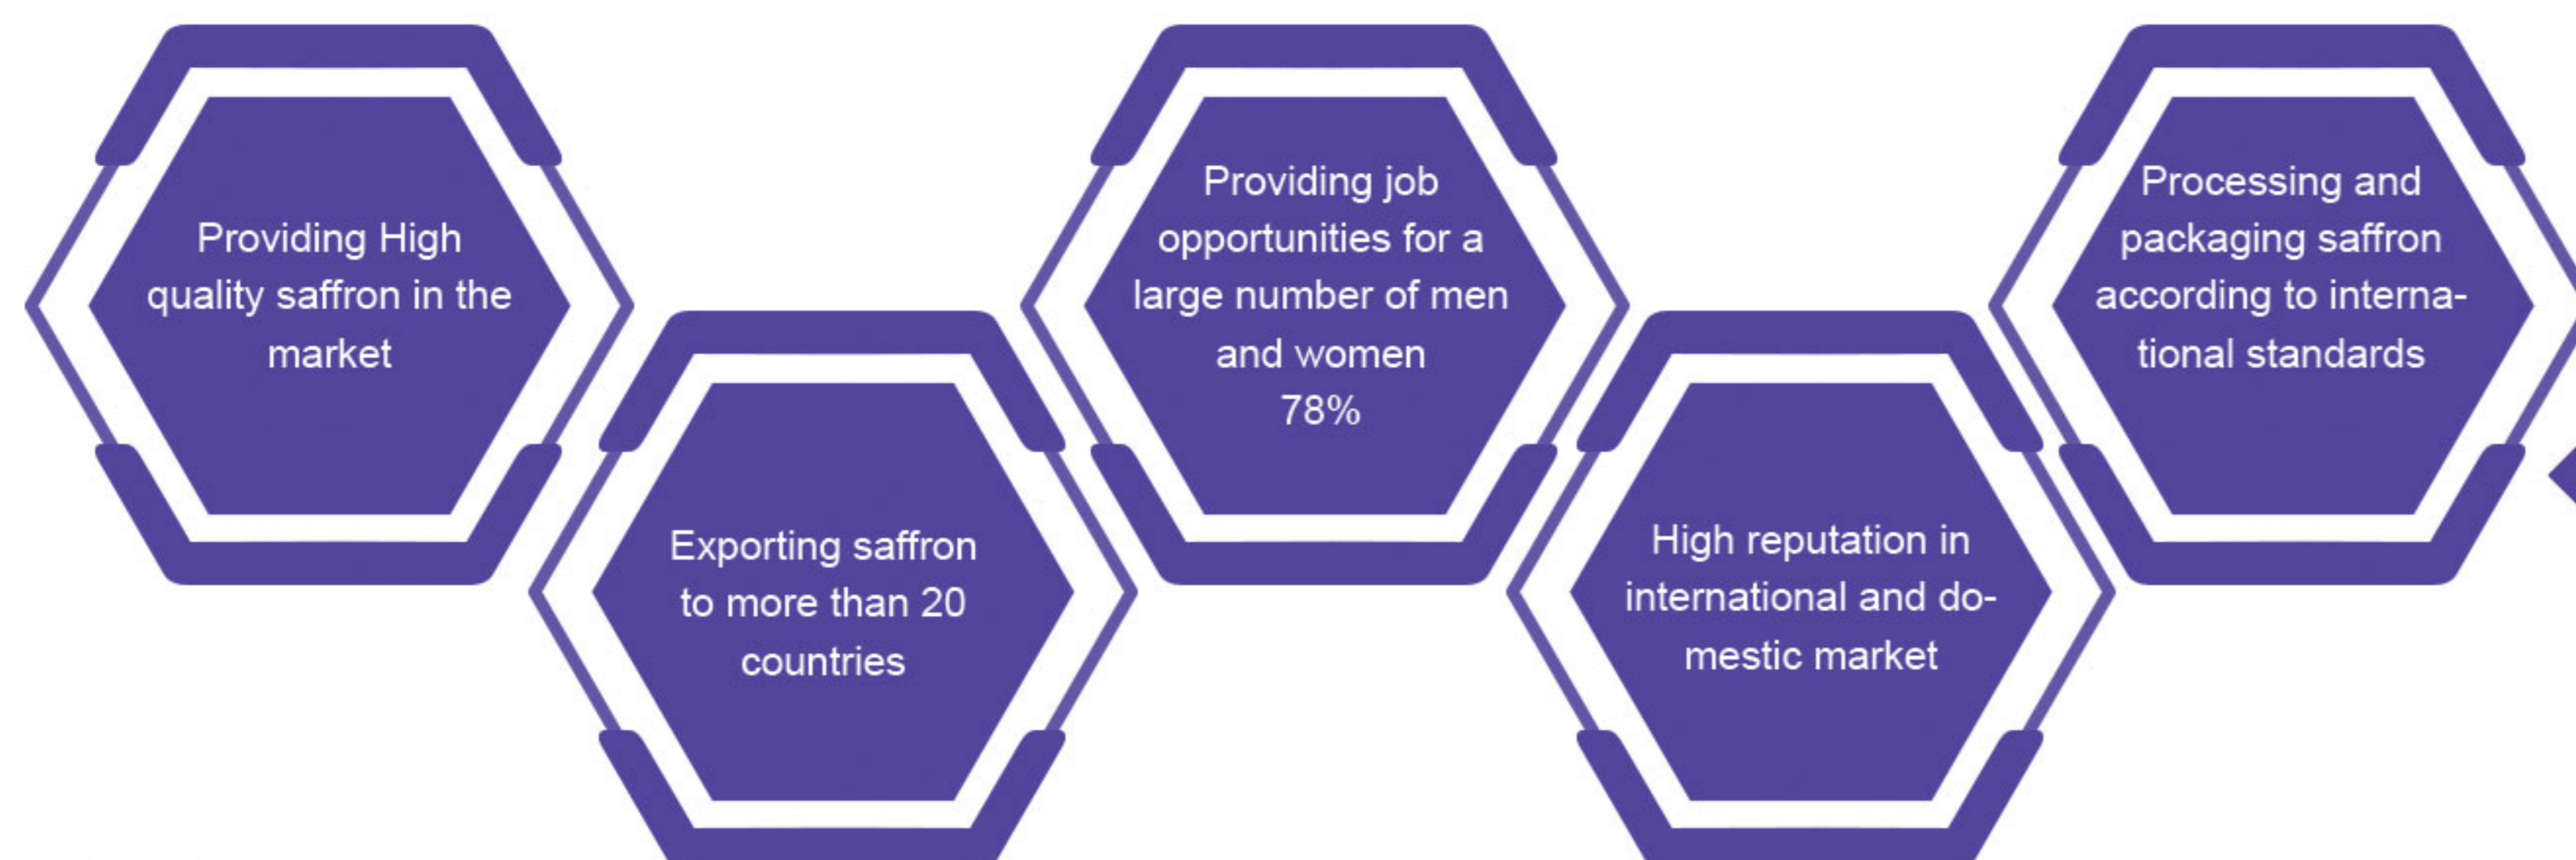 Providing High
quality saffron in the
market
Exporting saffron
to more than 20
countries
Providing job
opportunities for a
large number of men
and women
78%
High reputation in
international and do-
mestic market
Processing and
packaging saffron
according to interna-
tional standards